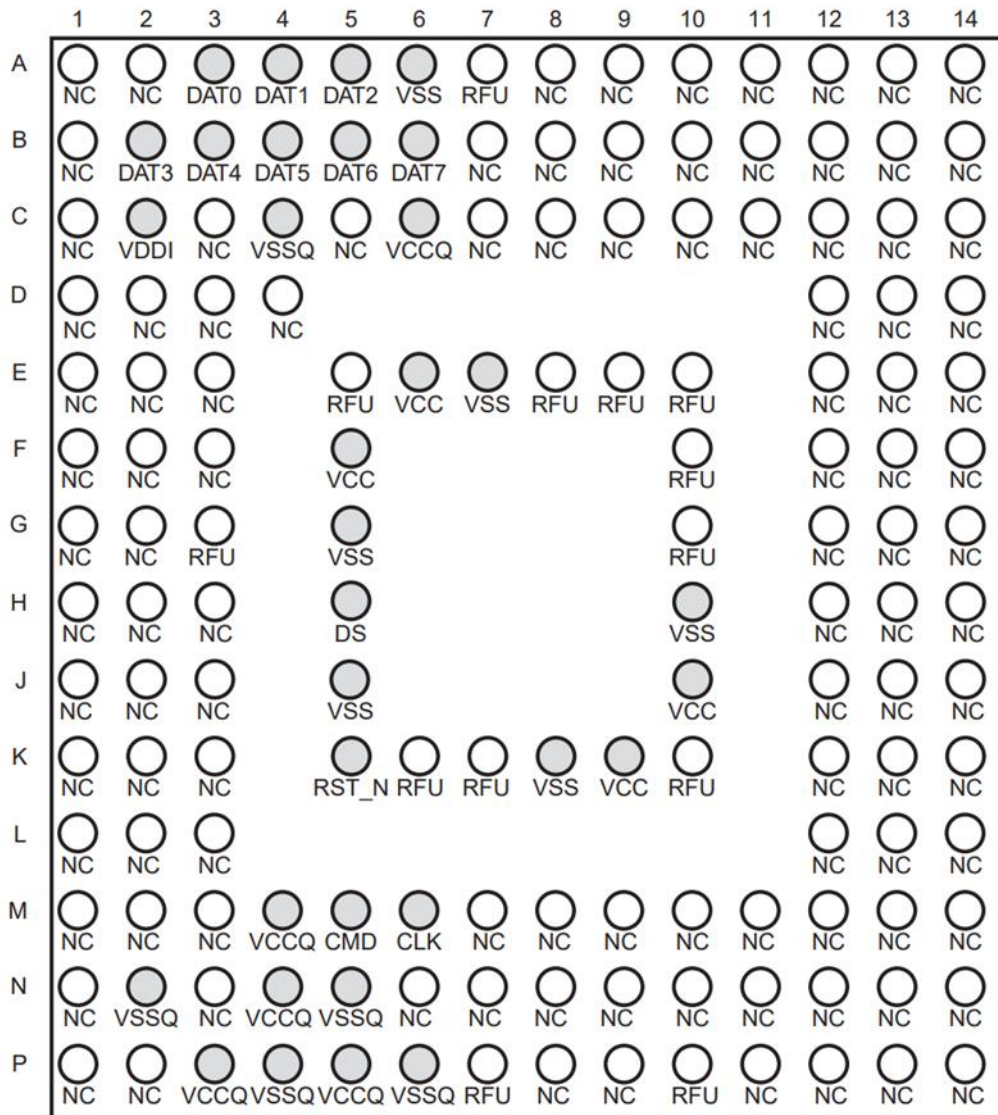 1 2 3 4 5 6 7 8 9 10 11 12 13 14
A
NC NC DAT0 DAT1 DAT2 VSS RFU NC NC NC NC NC NC NC
B
NC DAT3 DAT4 DAT5 DAT6 DAT7 NC NC NC NC NC NC NC NC
C
NC VDDI NC VSSQ NC VCCQ NC NC NC NC NC NC NC NC
D
NC NC NC NC NC NC NC
E
NC NC NC RFU VCC VSS RFU RFU RFU NC NC NC
F
NC NC NC VCC RFU NC NC NC
G
NC NC RFU VSS RFU NC NC NC
H
NC NC NC DS VSS NC NC NC
J
NC NC NC VSS VCC NC NC NC
K
NC NC NC RST_N RFU RFU VSS VCC RFU NC NC NC
L
NC NC NC NC NC NC
M
NC NC NC VCCQ CMD CLK NC NC NC NC NC NC NC NC
N
NC VSSQ NC VCCQ VSSQ NC NC NC NC NC NC NC NC NC
P
NC NC VCCQ VSSQ VCCQ VSSQ RFU NC NC RFU NC NC NC NC